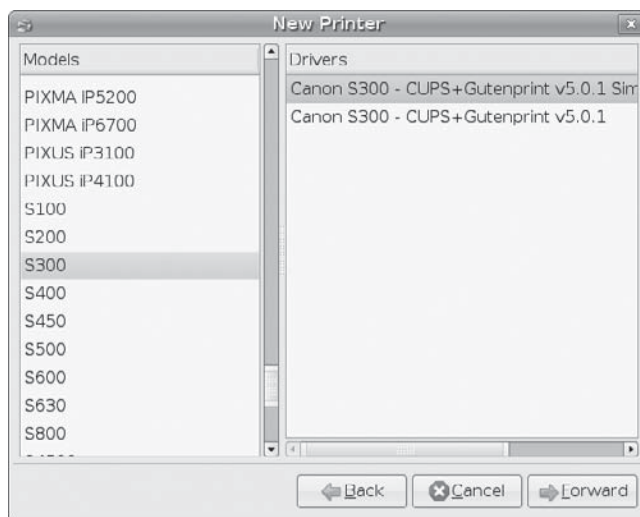 New Printer
Models
PIXMA iP5200
PIXMA iP6700
PIXUS iP3100
PIXUS iP4100
S100
S200
S300
S400
S450
S500
S600
S630
S800
Drivers
Canon S300 - CUPS+Gutenprint v5.0.1 Sim
Canon S300 - CUPS+Gutenprint v5.0.1
Back
Cancel
Forward